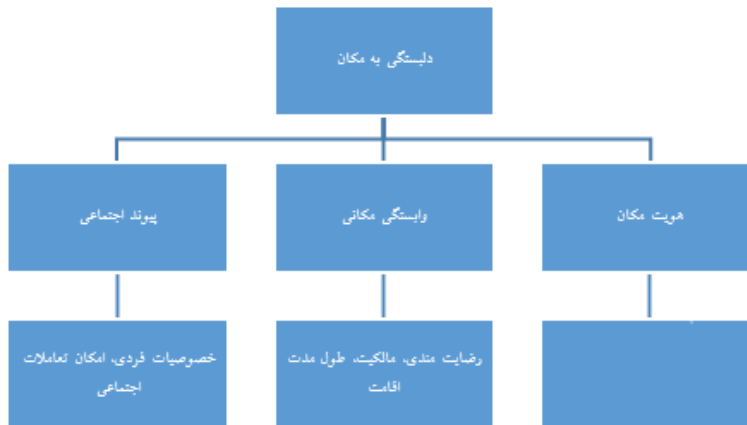 دلبستگی به مکان
هویت مکان
وابستگی مکانی
پیوند اجتماعی
رضایت مندی، مالکیت، طول مدت
اقامت
خصوصیات فردی، امکان تعاملات
اجتماعی